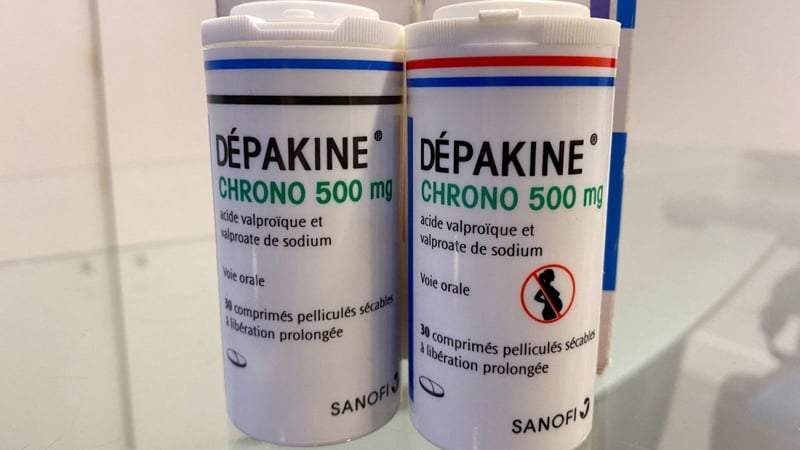 DÉPAKINE®
CHRONO 500 mg
acide valproïque et
valproate de sodium
Voie orale
30 comprimés pelliculés sécables
à libération prolongée
SANOFI
DÉPAKINE®
CHRONO 500 mg
acide valproïque et
valproate de sodium
Voie orale
30 comprimés pelliculés sécables
à libération prolongée
SANOFI